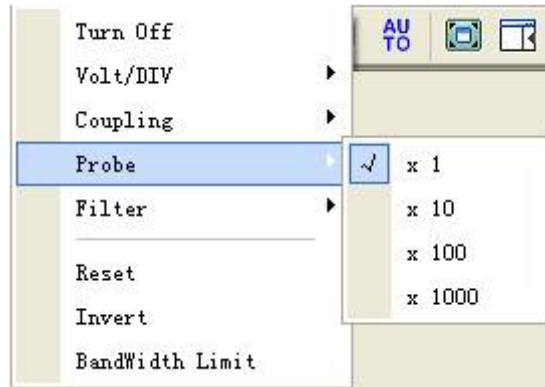 Turn Off
AU
TO
Volt/DIV
Coupling
Probe
x 1
Filter
x 10
x 100
Reset
x 1000
Invert
BandWidth Limit